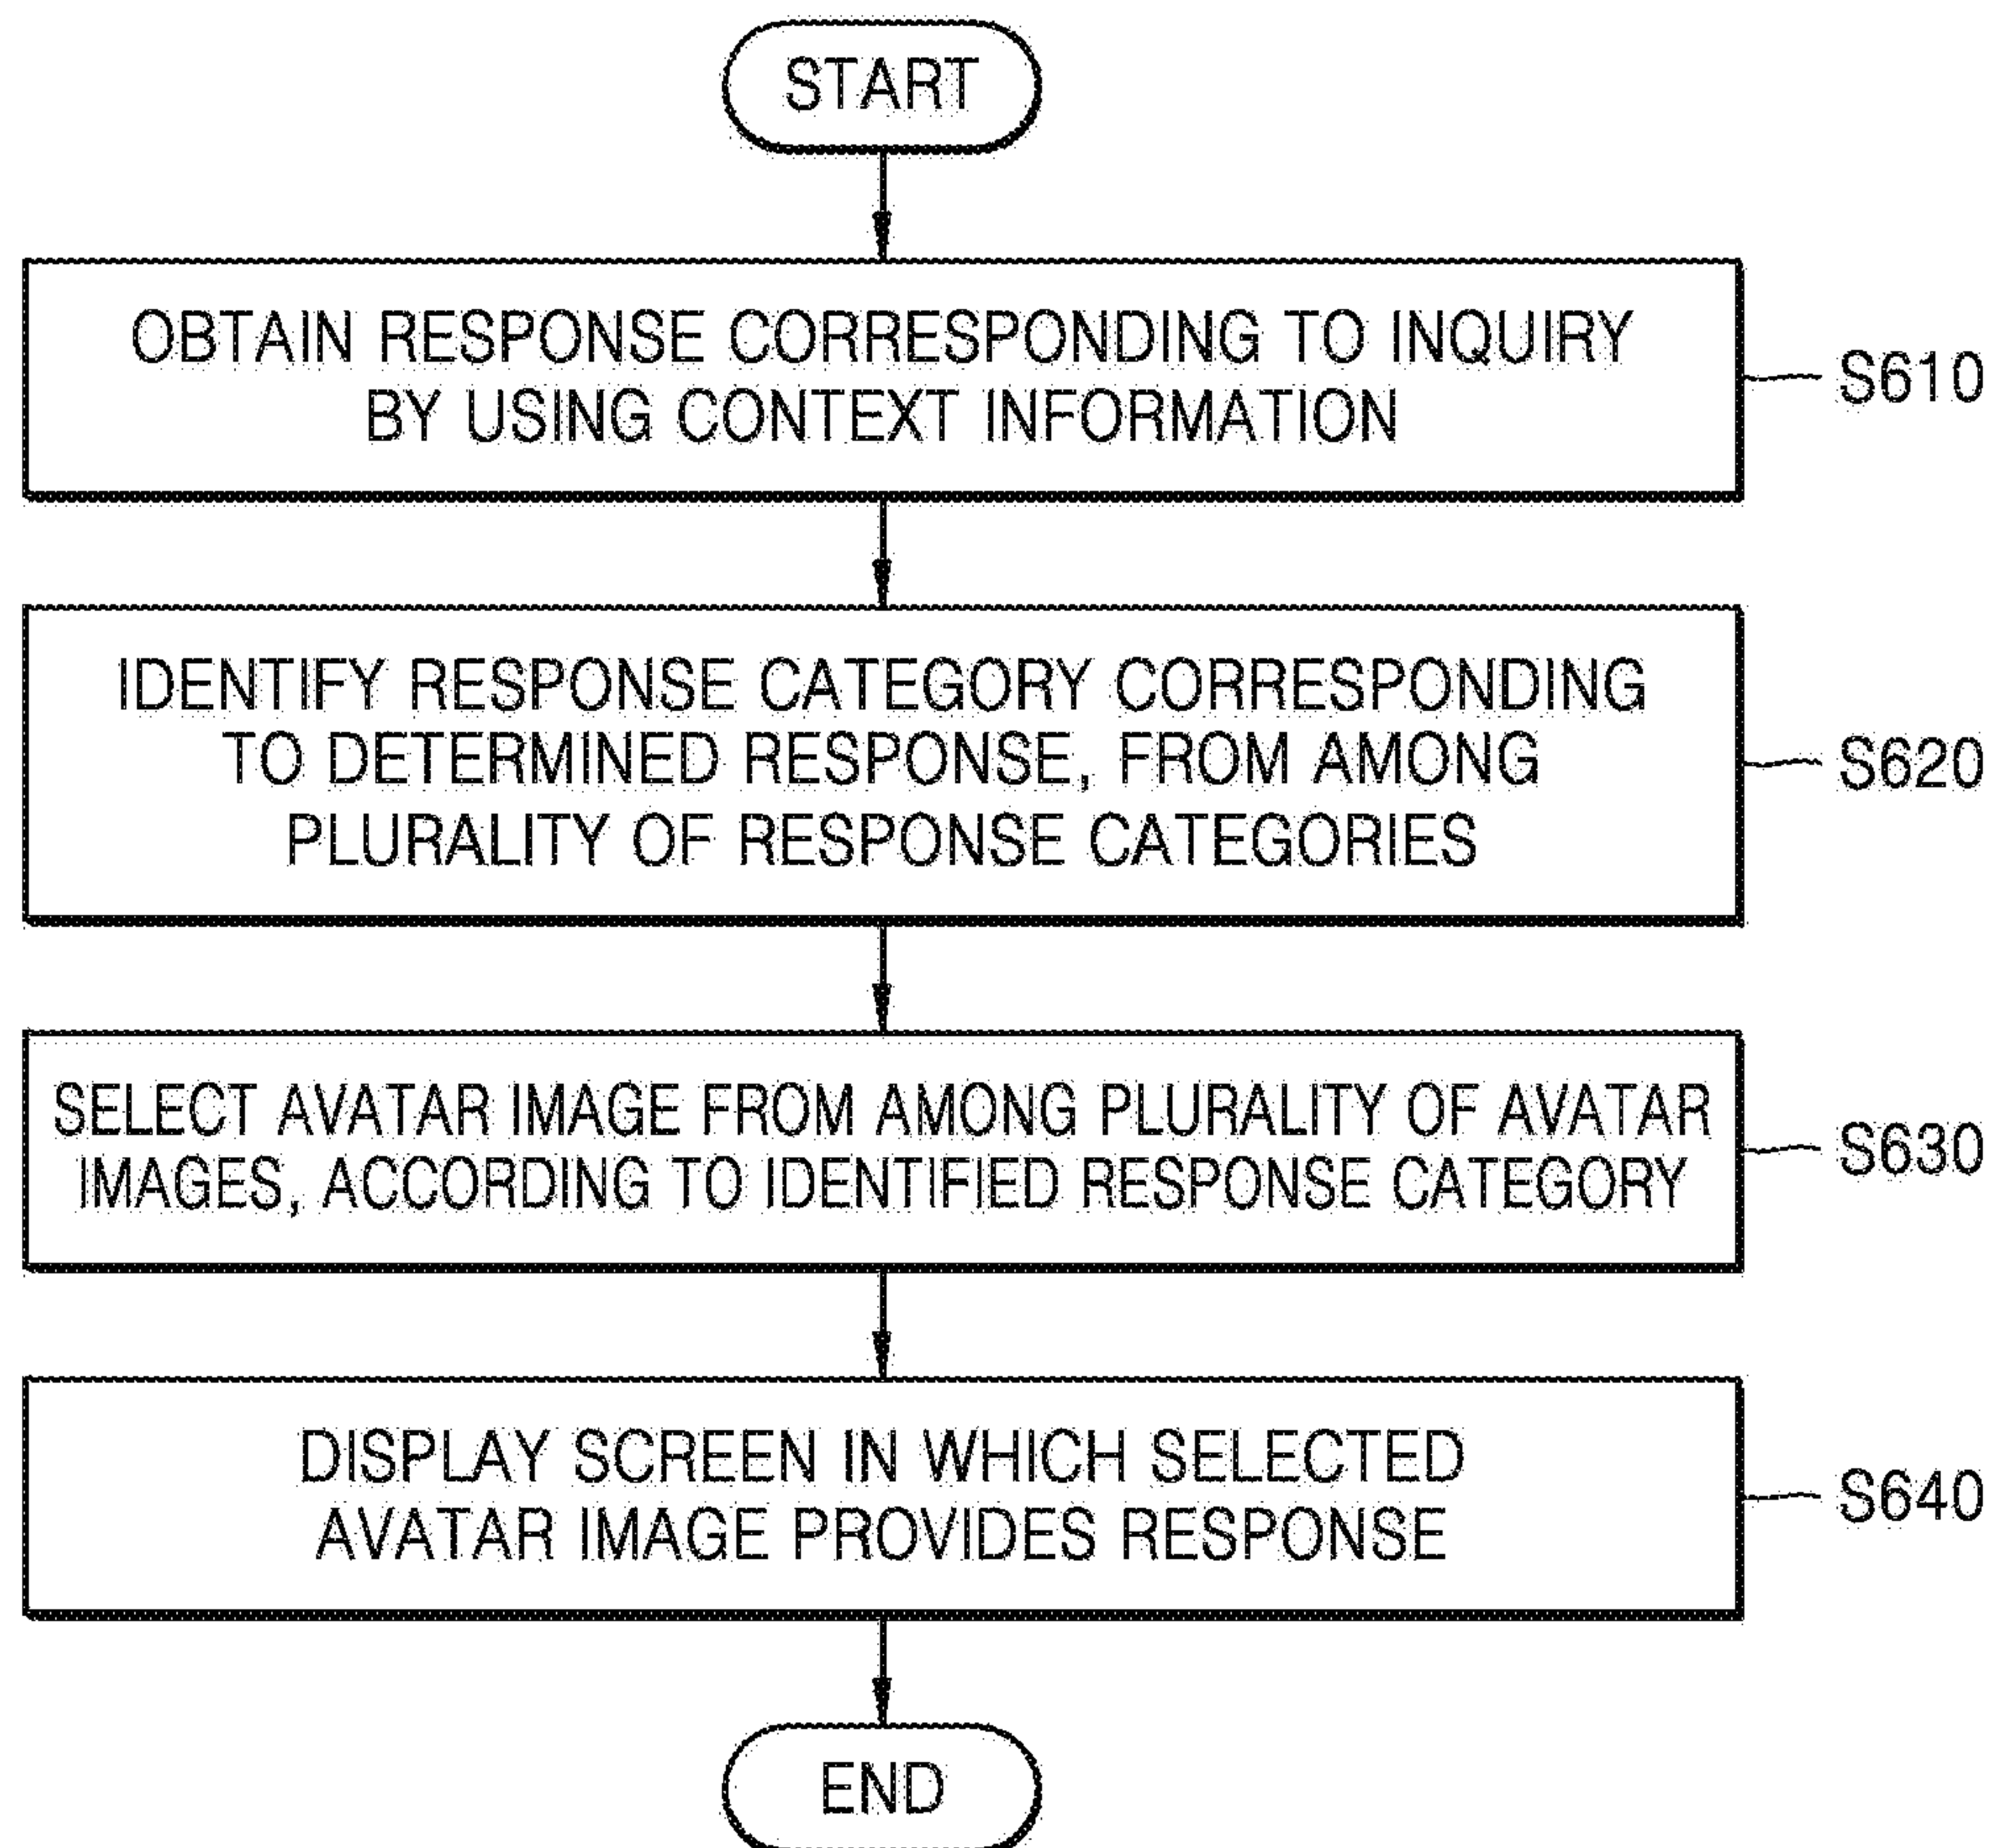 START
OBTAIN RESPONSE CORRESPONDING TO INQUIRY
BY USING CONTEXT INFORMATION
S610
IDENTIFY RESPONSE CATEGORY CORRESPONDING
TO DETERMINED RESPONSE, FROM AMONG
PLURALITY OF RESPONSE CATEGORIES
S620
SELECT AVATAR IMAGE FROM AMONG PLURALITY OF AVATAR
IMAGES, ACCORDING TO IDENTIFIED RESPONSE CATEGORY
S630
DISPLAY SCREEN IN WHICH SELECTED
AVATAR IMAGE PROVIDES RESPONSE
S640
END